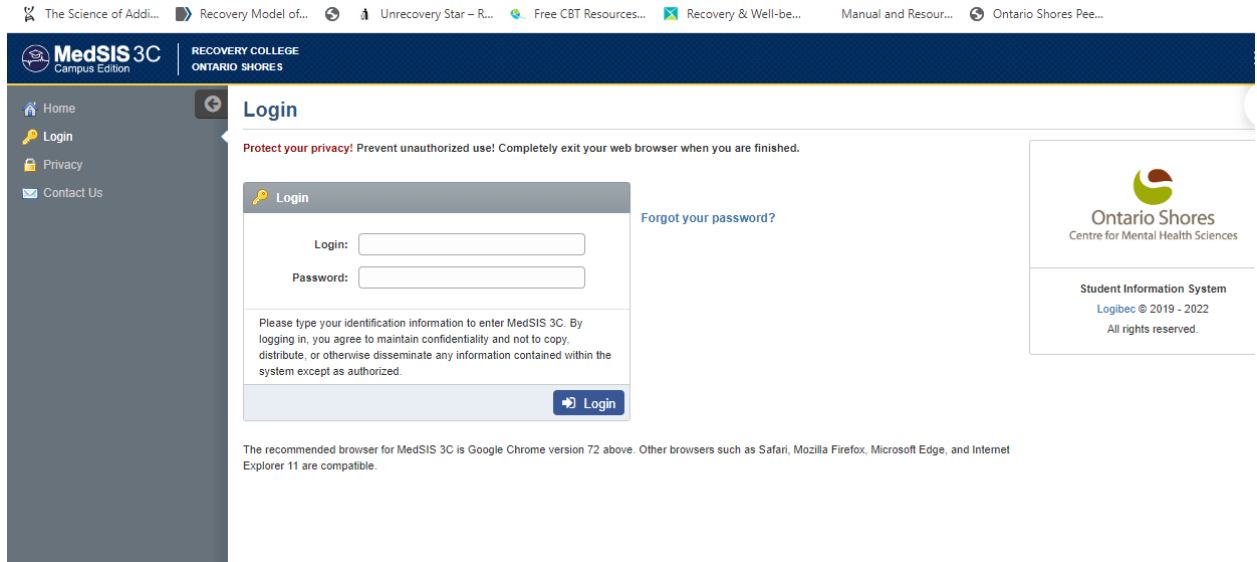 The Science of Addi...
Recovery Model of...
Unrecovery Star – R...
Free CBT Resources...
Recovery & Well-be...
Manual and Resour...
Ontario Shores Pee...
MedSIS 3C
Campus Edition
RECOVERY COLLEGE
ONTARIO SHORES
Home
Login
Privacy
Contact Us
Login
Protect your privacy! Prevent unauthorized use! Completely exit your web browser when you are finished.
Login
Login:
Password:
Please type your identification information to enter MedSIS 3C. By
logging in, you agree to maintain confidentiality and not to copy,
distribute, or otherwise disseminate any information contained within the
system except as authorized.
Login
Forgot your password?
Ontario Shores
Centre for Mental Health Sciences
Student Information System
Logibec © 2019 - 2022
All rights reserved.
The recommended browser for MedSIS 3C is Google Chrome version 72 above. Other browsers such as Safari, Mozilla Firefox, Microsoft Edge, and Internet
Explorer 11 are compatible.